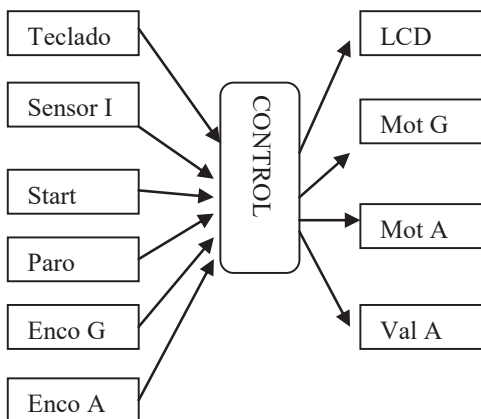 Teclado
Sensor I
Start
Paro
Enco G
Enco A
CONTROL
LCD
Mot G
Mot A
Val A